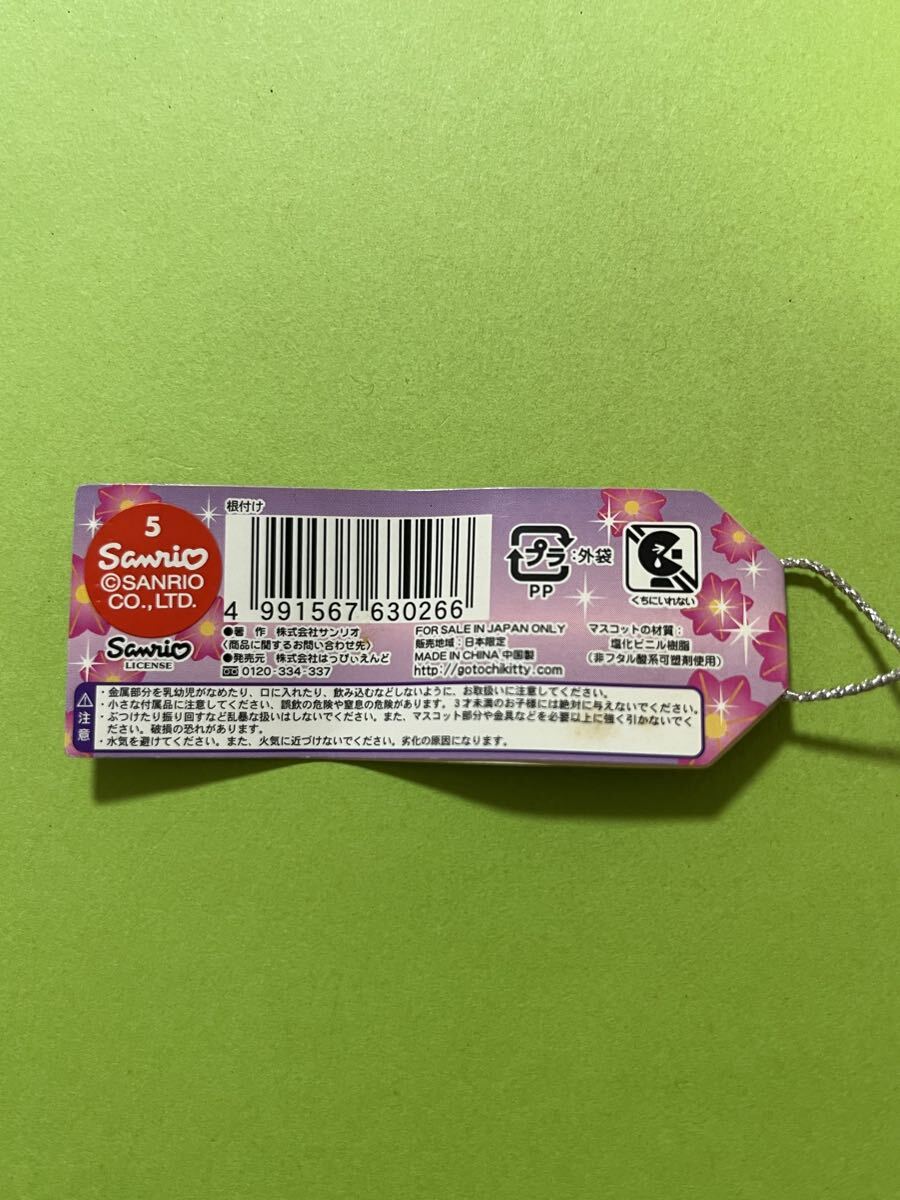 5
Sanrio
©SANRIO
CO.,LTD.
Sanrio
LICENSE
根付け
4 991567 630266
プラ
:外袋
PP
くちにいれない
●著 作 株式会社サンリオ
〈商品に関するお問い合わせ先〉
●発売元 株式会社はっぴぃえんど
0120-334-337
FOR SALE IN JAPAN ONLY
販売地域:日本限定
MADE IN CHINA 中国製
http://gotochikitty.com
マスコットの材質:
塩化ビニル樹脂
(非フタル酸系可塑剤使用)
注意
・金属部分を乳幼児がなめたり、口に入れたり、飲み込むなどしないように、お取扱いに注意してください。
・小さな付属品に注意してください、誤飲の危険や窒息の危険があります。3才未満のお子様には絶対に与えないでください。
・ぶつけたり振り回すなど乱暴な扱いはしないでください。また、マスコット部分や金具などを必要以上に強く引かないでく
ださい。破損の恐れがあります。
・水気を避けてください。また、火気に近づけないでください。劣化の原因になります。